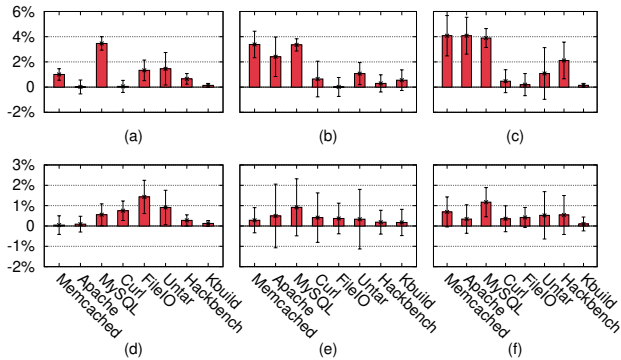 6%
4%
2%
0
-2%
(a)
(b)
(c)
3%
2%
1%
0
-1%
-2%
Memcached
Apache
MySQL
Curl
FileIO
Untar
Hackbench
Kbuild
Memcached
Apache
MySQL
Curl
FileIO
Untar
Hackbench
Kbuild
Memcached
Apache
MySQL
Curl
FileIO
Untar
Hackbench
Kbuild
(d)
(e)
(f)